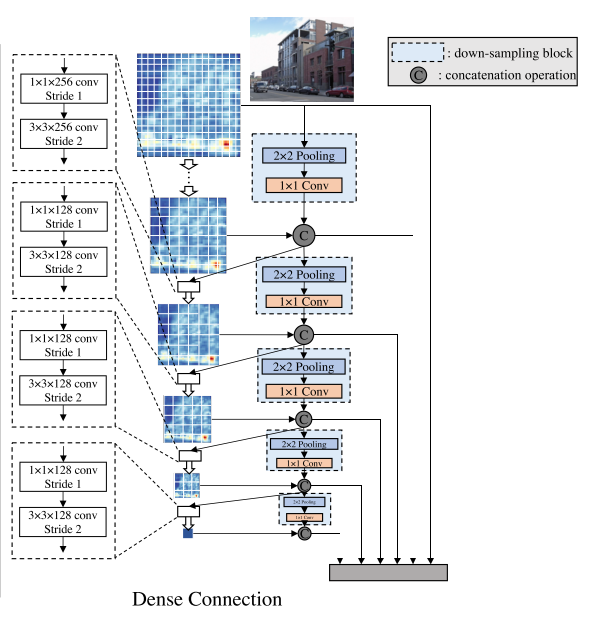 : down-sampling block
C : concatenation operation
1×1×256 conv
Stride 1
3×3×256 conv
Stride 2
2×2 Pooling
1×1 Conv
C
1×1×128 conv
Stride 1
3×3×128 conv
Stride 2
2×2 Pooling
1×1 Conv
C
1×1×128 conv
Stride 1
3×3×128 conv
Stride 2
2×2 Pooling
1×1 Conv
C
2×2 Pooling
1×1 Conv
C
1×1×128 conv
Stride 1
3×3×128 conv
Stride 2
2×2 Pooling
1×1 Conv
C
Dense Connection